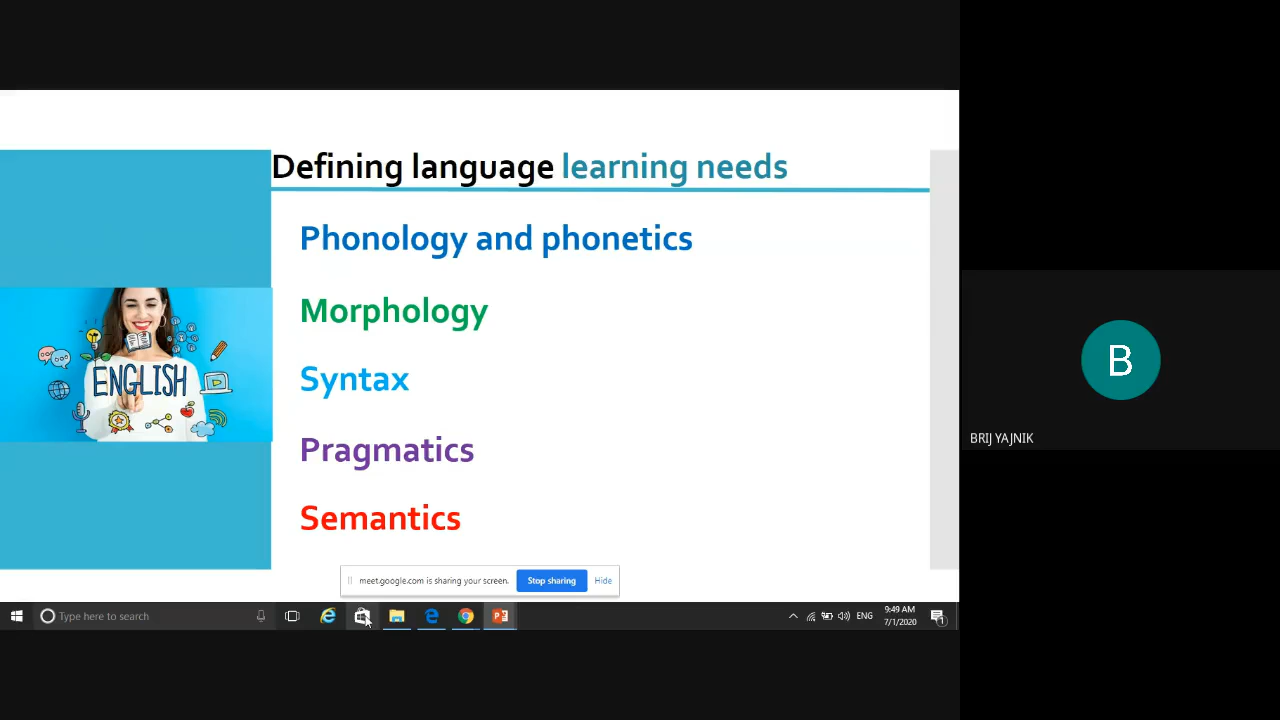 Defining language learning needs
Phonology and phonetics
Morphology
Syntax
Pragmatics
Semantics
ENGLISH
B
BRIJ YAJNIK
meet.google.com is sharing your screen.
Stop sharing
Hide
Type here to search
ENG
9:49 AM
7/1/2020
1